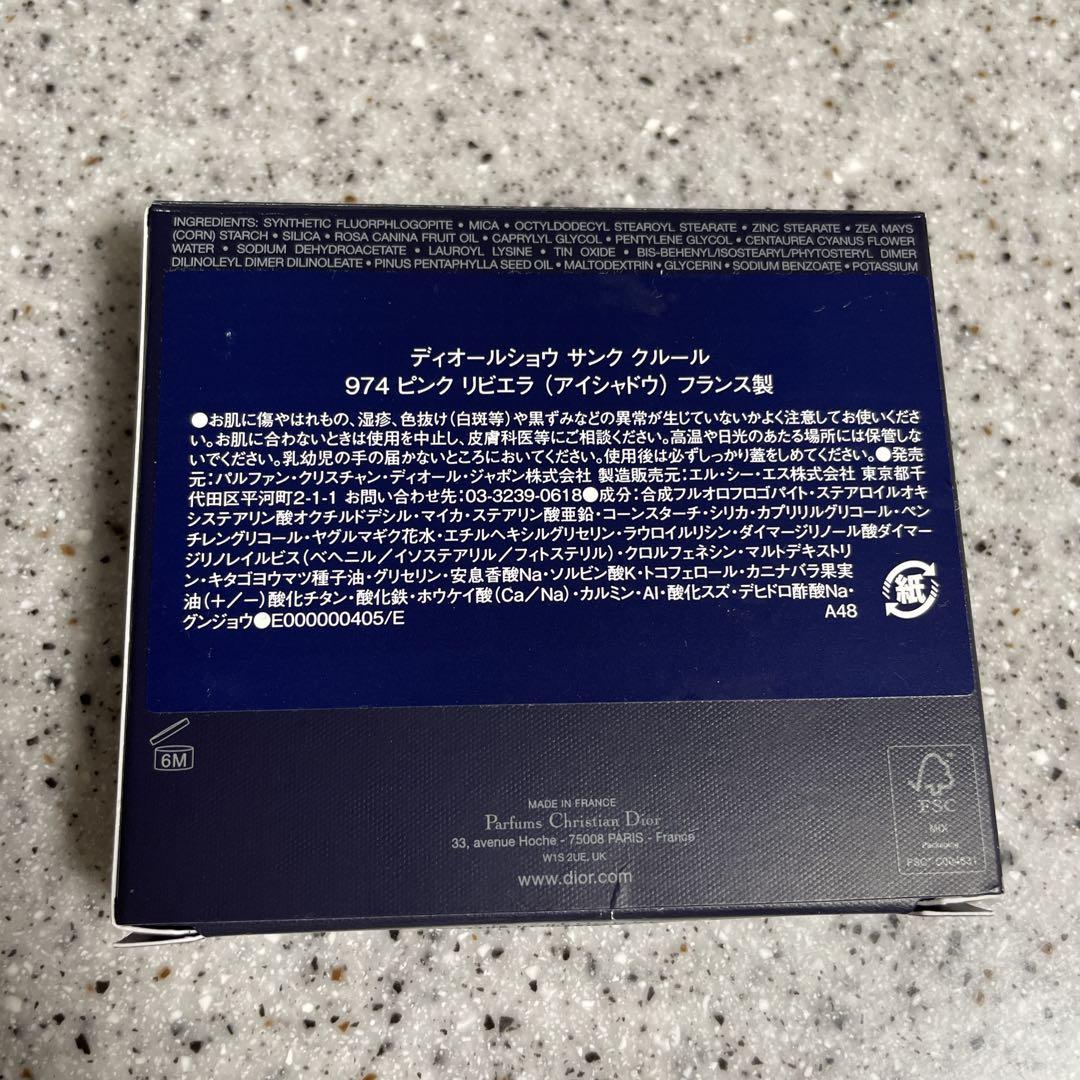 INGREDIENTS: SYNTHETIC FLUORPHLOGOPITE • MICA • OCTYLDODECYL STEAROYL STEARATE • ZINC STEARATE • ZEA MAYS
(CORN) STARCH • SILICA • ROSA CANINA FRUIT OIL • CAPRYLYL GLYCOL • PENTYLENE GLYCOL • CENTAUREA CYANUS FLOWER
WATER • SODIUM DEHYDROACETATE • LAUROYL LYSINE • TIN OXIDE • BIS-BEHENYL/ISOSTEARYL/PHYTOSTERYL DIMER
DILINOLEYL DIMER DILINOLEATE • PINUS PENTAPHYLLA SEED OIL • MALTODEXTRIN • GLYCERIN • SODIUM BENZOATE • POTASSIUM
ディオールショウ サンク クルール
974 ピンク リビエラ (アイシャドウ) フランス製
●お肌に傷やはれもの、湿疹、色抜け(白斑等)や黒ずみなどの異常が生じていないかよく注意してお使いくださ
い。お肌に合わないときは使用を中止し、皮膚科医等にご相談ください。高温や日光のあたる場所には保管しな
いでください。乳幼児の手の届かないところにおいてください。使用後は必ずしっかり蓋をしめてください。●発売
元:パルファン・クリスチャン・ディオール・ジャポン株式会社 製造販売元:エル・シー・エス株式会社 東京都千
代田区平河町2-1-1 お問い合わせ先:03-3239-0618●成分:合成フルオロフロゴパイト・ステアロイルオキ
システアリン酸オクチルドデシル・マイカ・ステアリン酸亜鉛・コーンスターチ・シリカ・カプリリルグリコール・ペン
チレングリコール・ヤグルマギク花水・エチルヘキシルグリセリン・ラウロイルリシン・ダイマージリノール酸ダイマー
ジリノレイルビス(ベヘニル/イソステアリル/フィトステリル)・クロルフェネシン・マルトデキストリ
ン・キタゴヨウマツ種子油・グリセリン・安息香酸Na・ソルビン酸K・トコフェロール・カニナバラ果実
油(+/-)酸化チタン・酸化鉄・ホウケイ酸(Ca/Na)・カルミン・Al・酸化スズ・デヒドロ酢酸Na・
グンジョウ●E000000405/E A48
紙
6M
MADE IN FRANCE
Parfums Christian Dior
33, avenue Hoche - 75008 PARIS - France
W1S 2UE, UK
www.dior.com
FSC
MIX
Packaging
FSC® C004631